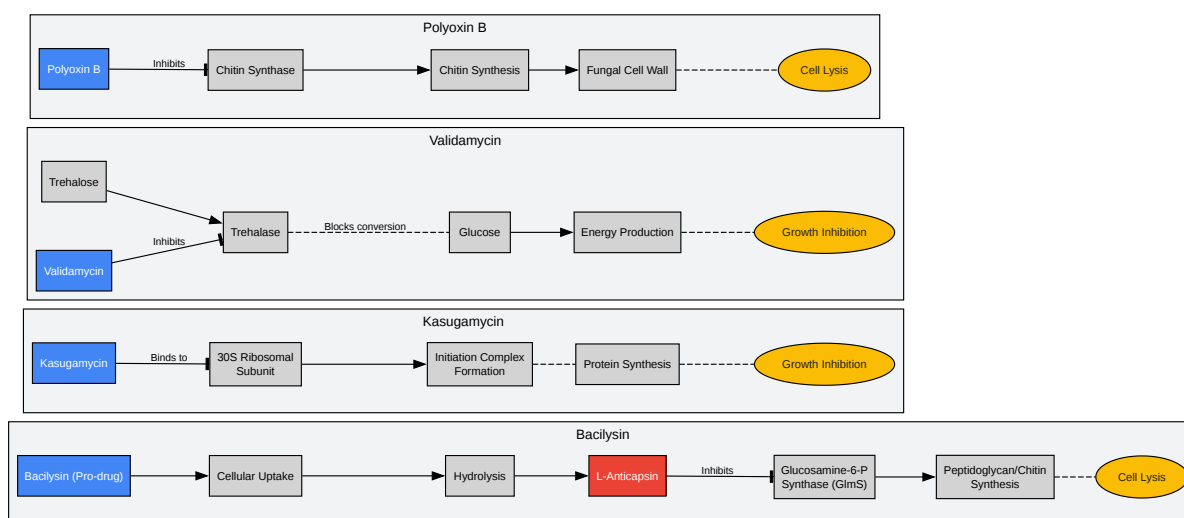 Polyoxin B
Polyoxin B
Inhibits
Chitin Synthase
Chitin Synthesis
Fungal Cell Wall
Cell Lysis
Validamycin
Trehalose
Validamycin
Inhibits
Trehalase
Blocks conversion
Glucose
Energy Production
Growth Inhibition
Kasugamycin
Kasugamycin
Binds to
30S Ribosomal
Subunit
Initiation Complex
Formation
Protein Synthesis
Growth Inhibition
Bacilysin
Bacilysin (Pro-drug)
Cellular Uptake
Hydrolysis
L-Anticapsin
Inhibits
Glucosamine-6-P
Synthase (GlmS)
Peptidoglycan/Chitin
Synthesis
Cell Lysis